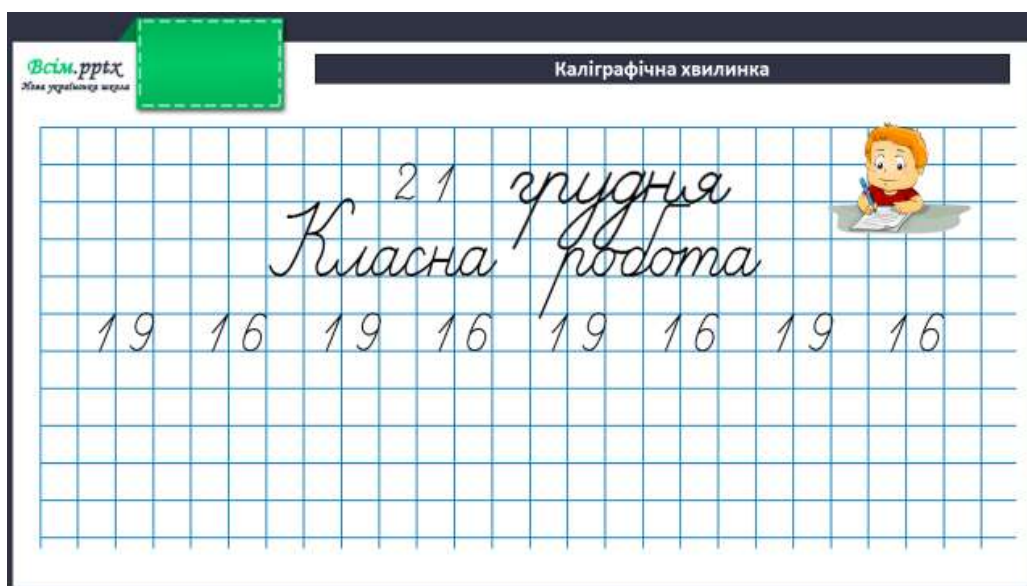 Всім.pptx
Нова українська школа
Каліграфічна хвилинка
21 грудня
Класна робота
19 16 19 16 19 16 19 16